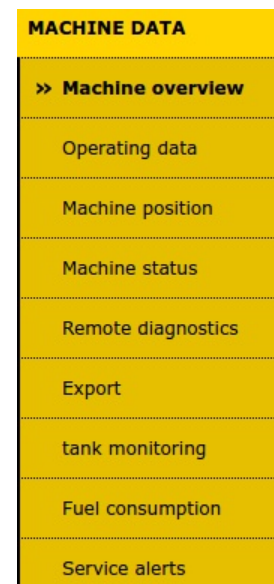 MACHINE DATA
» Machine overview
Operating data
Machine position
Machine status
Remote diagnostics
Export
tank monitoring
Fuel consumption
Service alerts